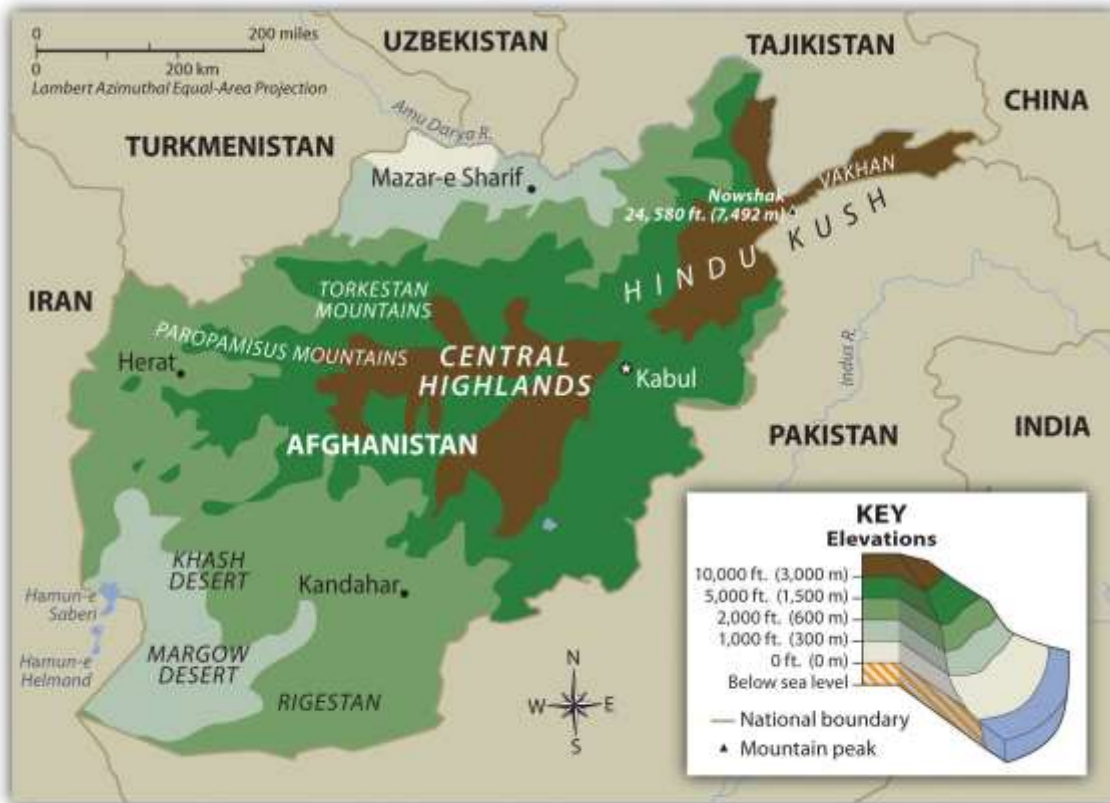 0 200 miles
0 200 km
Lambert Azimuthal Equal-Area Projection
UZBEKISTAN
TAJIKISTAN
CHINA
TURKMENISTAN
Amu Darya R.
Mazar-e Sharif
VAKHAN
Nowshak
24, 580 ft. (7,492 m)
HINDU KUSH
IRAN
TORKESTAN
MOUNTAINS
PAROPAMISUS MOUNTAINS
Herat
CENTRAL
HIGHLANDS
Kabul
Indus R.
AFGHANISTAN
PAKISTAN
INDIA
KHASH
DESERT
Kandahar
Hamun-e
Saberi
Hamun-e
Helmand
MARGOW
DESERT
RIGESTAN
N
W E
S
KEY
Elevations
10,000 ft. (3,000 m)
5,000 ft. (1,500 m)
2,000 ft. (600 m)
1,000 ft. (300 m)
0 ft. (0 m)
Below sea level
National boundary
Mountain peak